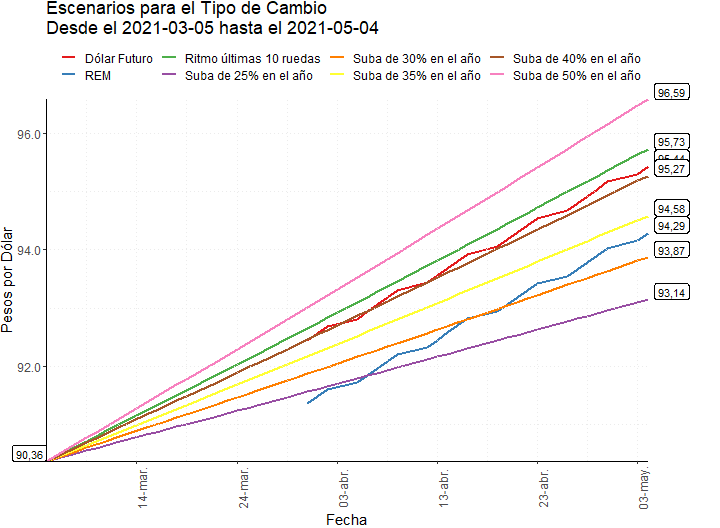 Escenarios para el Tipo de Cambio
Desde el 2021-03-05 hasta el 2021-05-04
Dólar Futuro Ritmo últimas 10 ruedas Suba de 30% en el año Suba de 40% en el año
REM Suba de 25% en el año Suba de 35% en el año Suba de 50% en el año
96,59
96.0
95,73
95,44
95,27
94,58
94,29
94.0
93,87
93,14
92.0
90,36
Pesos por Dólar
14-mar.
24-mar.
03-abr.
13-abr.
23-abr.
03-may.
Fecha